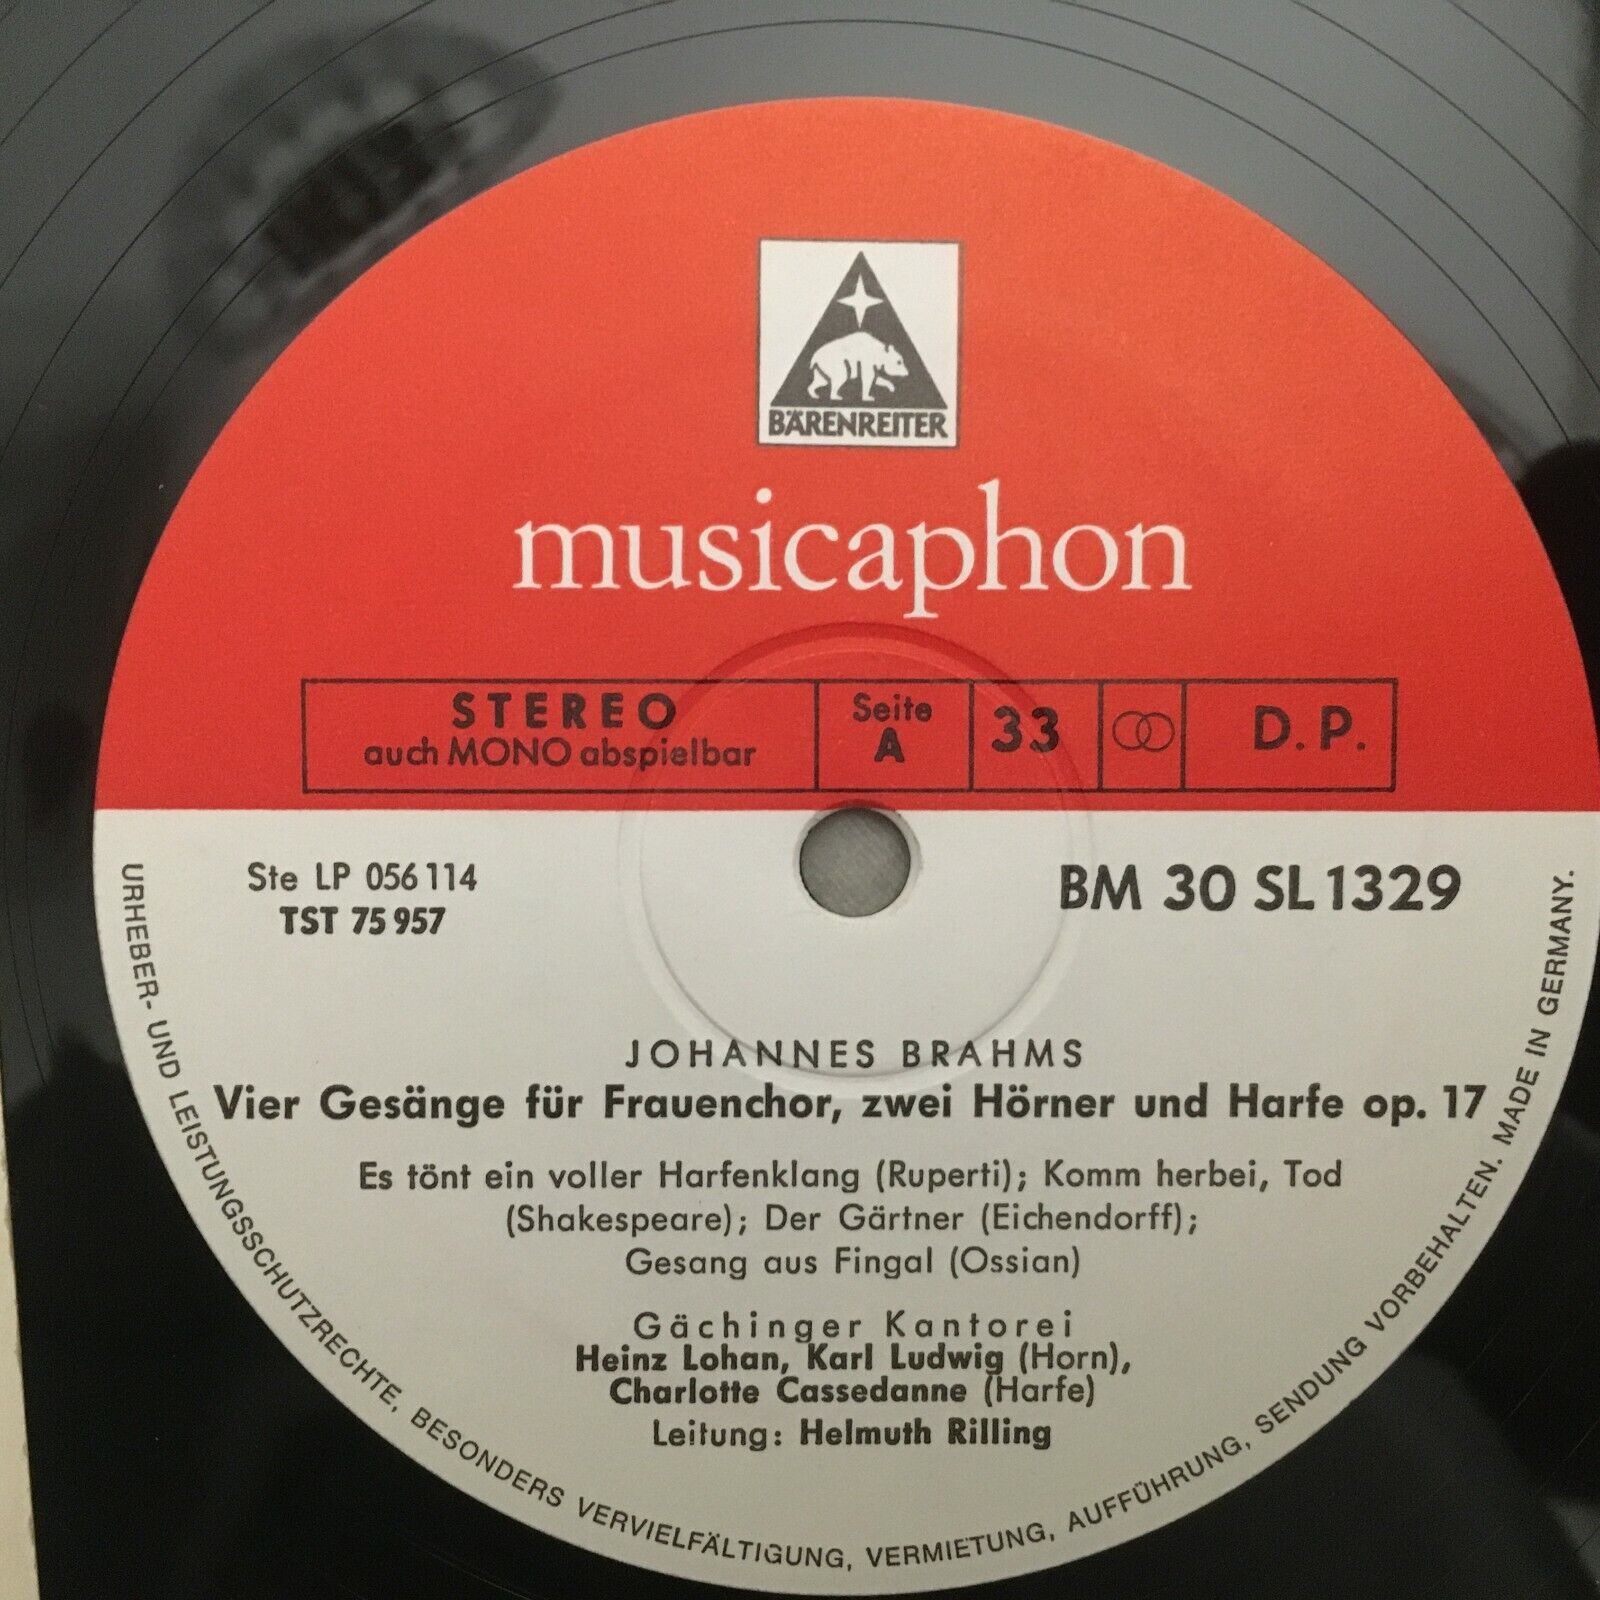 BÄRENREITER
musicaphon
STEREO
auch MONO abspielbar
Seite
A
33
D. P.
Ste LP 056 114
TST 75 957
BM 30 SL 1329
JOHANNES BRAHMS
Vier Gesänge für Frauenchor, zwei Hörner und Harfe op. 17
Es tönt ein voller Harfenklang (Ruperti); Komm herbei, Tod
(Shakespeare); Der Gärtner (Eichendorff);
Gesang aus Fingal (Ossian)
Gächinger Kantorei
Heinz Lohan, Karl Ludwig (Horn),
Charlotte Cassedanne (Harfe)
Leitung: Helmuth Rilling
URHEBER- UND LEISTUNGSSCHUTZRECHTE, BESONDERS VERVIELFÄLTIGUNG, VERMIETUNG, AUFFÜHRUNG, SENDUNG VORBEHALTEN. MADE IN GERMANY.